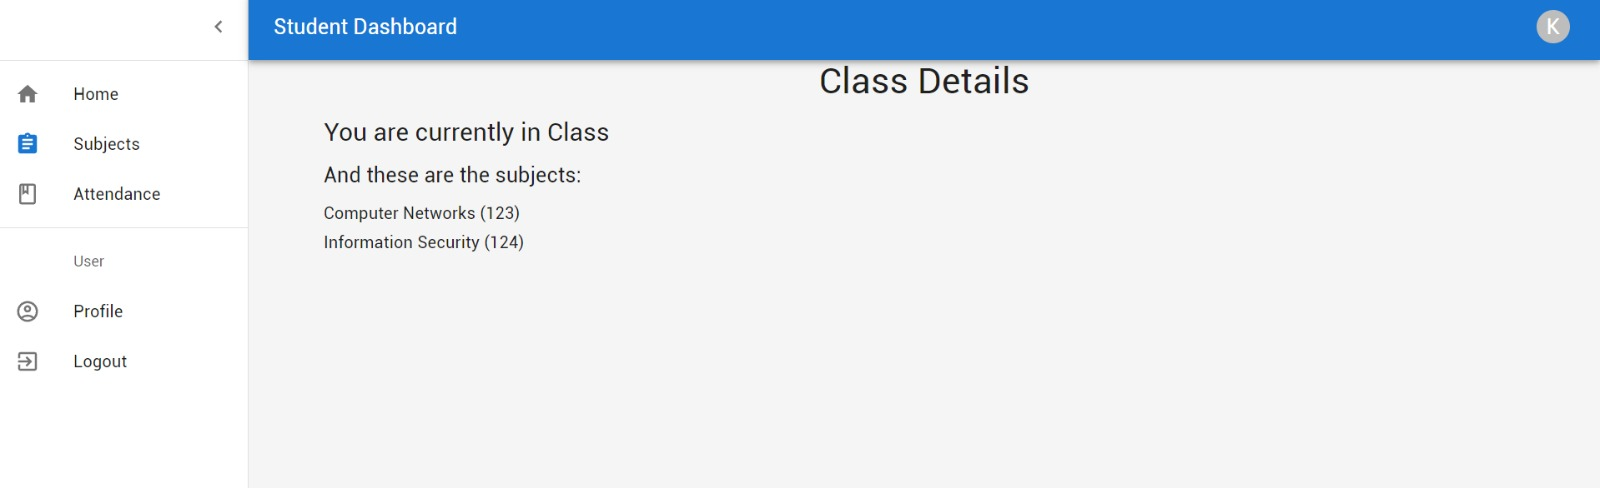 Student Dashboard
K
Home
Subjects
Attendance
User
Profile
Logout
Class Details
You are currently in Class
And these are the subjects:
Computer Networks (123)
Information Security (124)